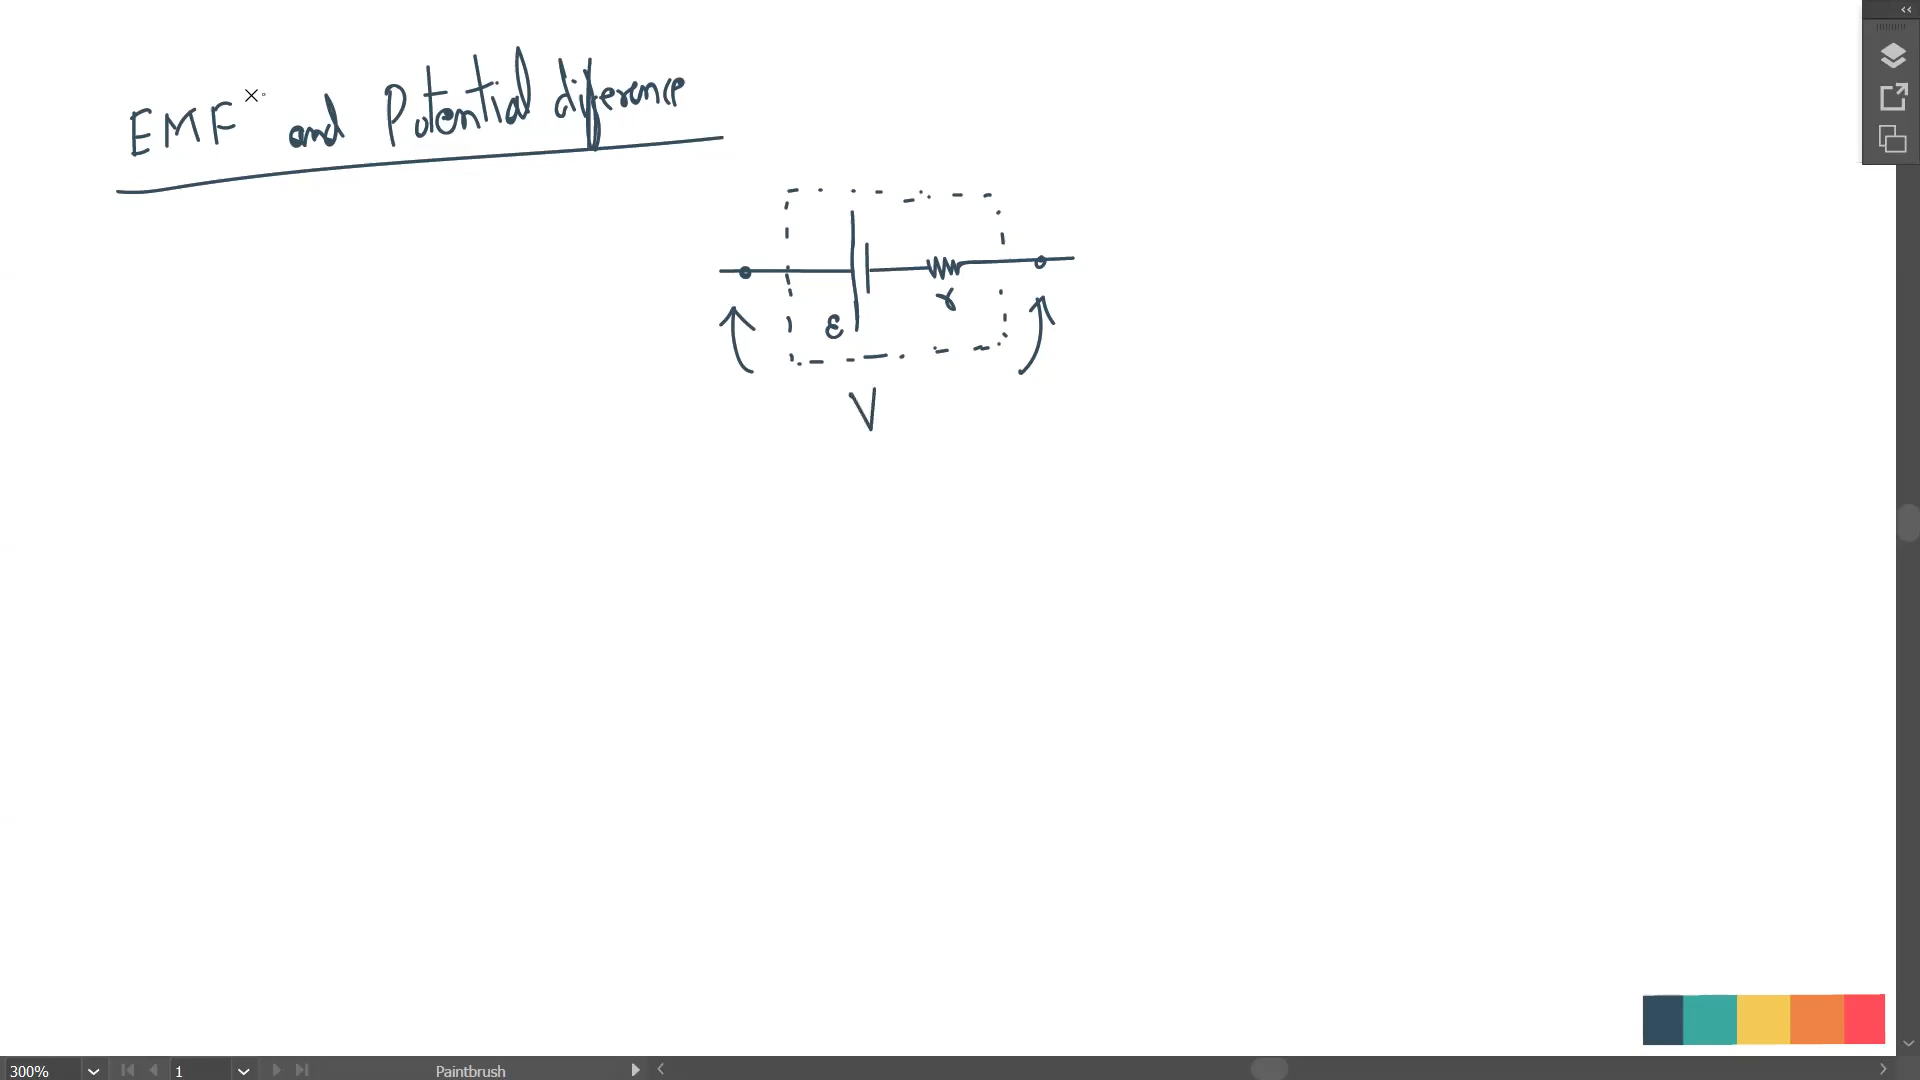 EMF and Potential difference
ε
r
V
300%
1
Paintbrush